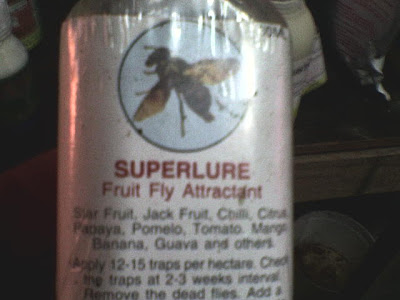 SUPERLURE
Fruit Fly Attractant
Star Fruit, Jack Fruit, Chilli, Citrus
Papaya, Pomelo, Tomato. Mango
Banana, Guava and others.
Apply 12-15 traps per hectare. Check
the traps at 2-3 weeks interval.
Remove the dead flies. Add a